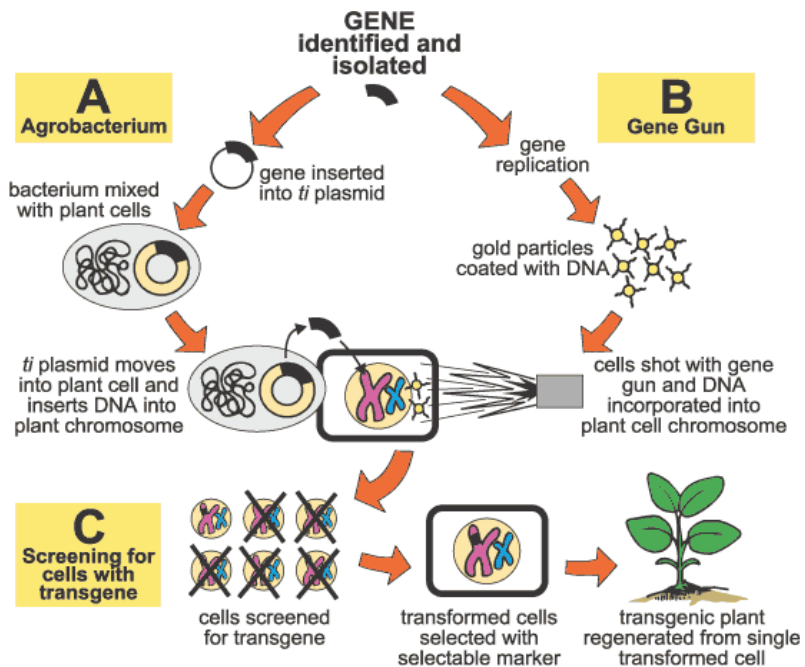 GENE
identified and
isolated
A
Agrobacterium
B
Gene Gun
gene inserted
into ti plasmid
gene
replication
bacterium mixed
with plant cells
gold particles
coated with DNA
ti plasmid moves
into plant cell and
inserts DNA into
plant chromosome
cells shot with gene
gun and DNA
incorporated into
plant cell chromosome
C
Screening for
cells with
transgene
cells screened
for transgene
transformed cells
selected with
selectable marker
transgenic plant
regenerated from single
transformed cell